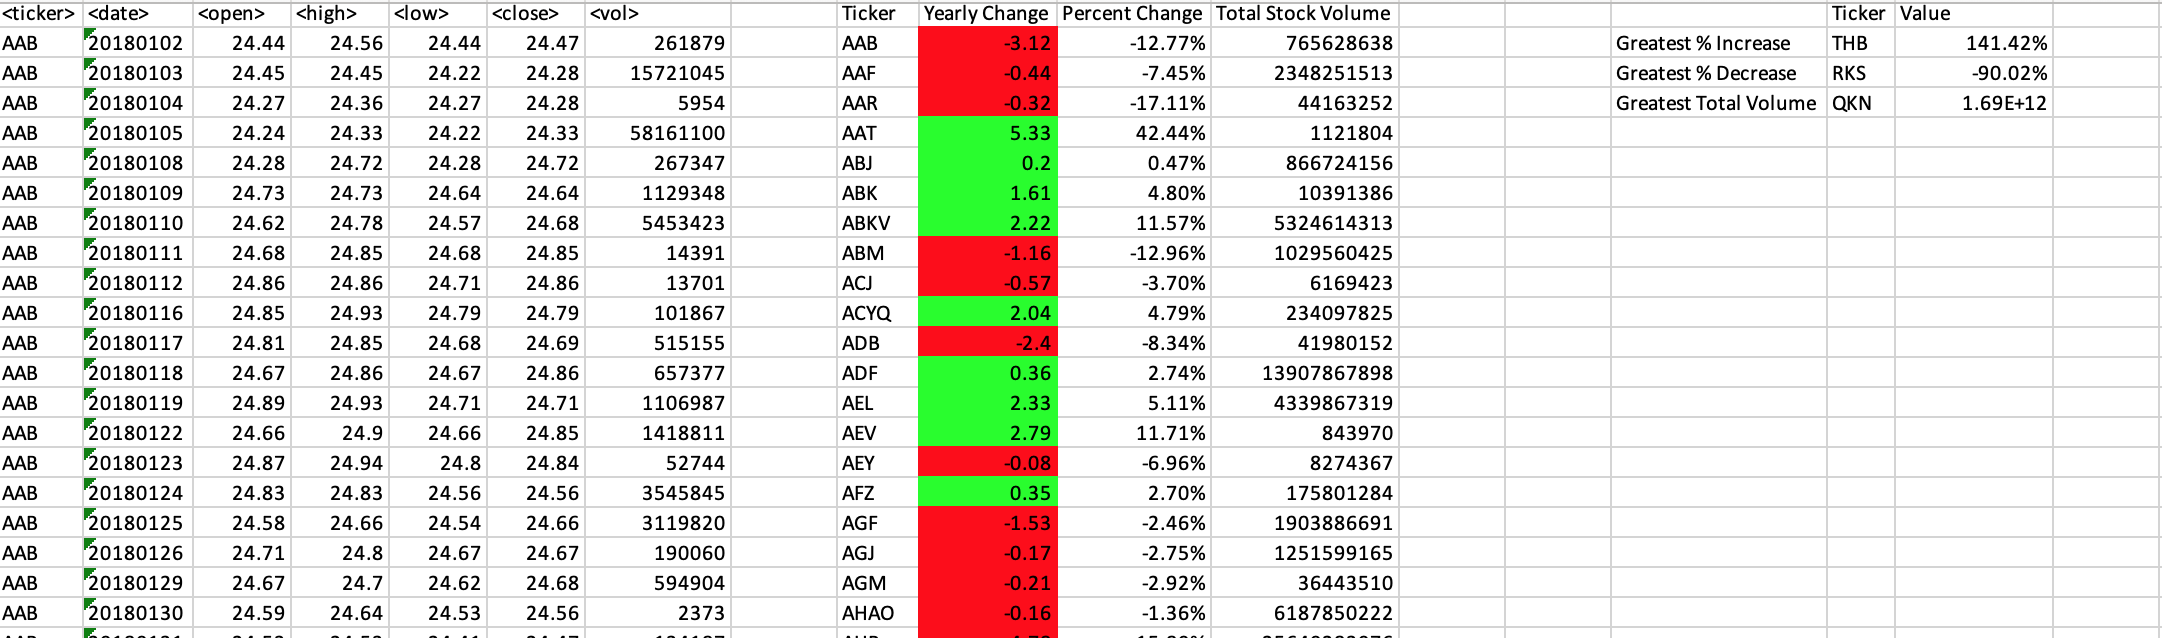 <ticker> <date> <open> <high> <low> <close> <vol> Ticker Yearly Change Percent Change Total Stock Volume Ticker Value
AAB 20180102 24.44 24.56 24.44 24.47 261879 AAB -3.12 -12.77% 765628638 Greatest % Increase THB 141.42%
AAB 20180103 24.45 24.45 24.22 24.28 15721045 AAF -0.44 -7.45% 2348251513 Greatest % Decrease RKS -90.02%
AAB 20180104 24.27 24.36 24.27 24.28 5954 AAR -0.32 -17.11% 44163252 Greatest Total Volume QKN 1.69E+12
AAB 20180105 24.24 24.33 24.22 24.33 58161100 AAT 5.33 42.44% 1121804
AAB 20180108 24.28 24.72 24.28 24.72 267347 ABJ 0.2 0.47% 866724156
AAB 20180109 24.73 24.73 24.64 24.64 1129348 ABK 1.61 4.80% 10391386
AAB 20180110 24.62 24.78 24.57 24.68 5453423 ABKV 2.22 11.57% 5324614313
AAB 20180111 24.68 24.85 24.68 24.85 14391 ABM -1.16 -12.96% 1029560425
AAB 20180112 24.86 24.86 24.71 24.86 13701 ACJ -0.57 -3.70% 6169423
AAB 20180116 24.85 24.93 24.79 24.79 101867 ACYQ 2.04 4.79% 234097825
AAB 20180117 24.81 24.85 24.68 24.69 515155 ADB -2.4 -8.34% 41980152
AAB 20180118 24.67 24.86 24.67 24.86 657377 ADF 0.36 2.74% 13907867898
AAB 20180119 24.89 24.93 24.71 24.71 1106987 AEL 2.33 5.11% 4339867319
AAB 20180122 24.66 24.9 24.66 24.85 1418811 AEV 2.79 11.71% 843970
AAB 20180123 24.87 24.94 24.8 24.84 52744 AEY -0.08 -6.96% 8274367
AAB 20180124 24.83 24.83 24.56 24.56 3545845 AFZ 0.35 2.70% 175801284
AAB 20180125 24.58 24.66 24.54 24.66 3119820 AGF -1.53 -2.46% 1903886691
AAB 20180126 24.71 24.8 24.67 24.67 190060 AGJ -0.17 -2.75% 1251599165
AAB 20180129 24.67 24.7 24.62 24.68 594904 AGM -0.21 -2.92% 36443510
AAB 20180130 24.59 24.64 24.53 24.56 2373 AHAO -0.16 -1.36% 6187850222